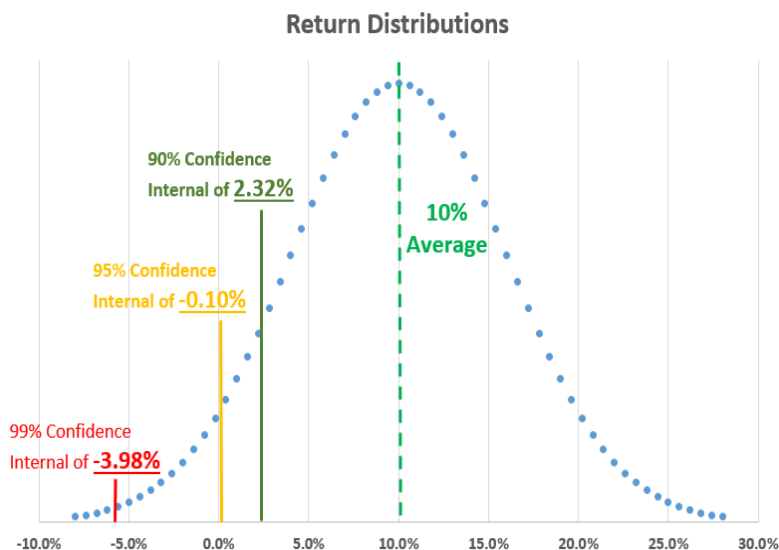 Return Distributions
90% Confidence
Internal of 2.32%
10%
Average
95% Confidence
Internal of -0.10%
99% Confidence
Internal of -3.98%
-10.0% -5.0% 0.0% 5.0% 10.0% 15.0% 20.0% 25.0% 30.0%